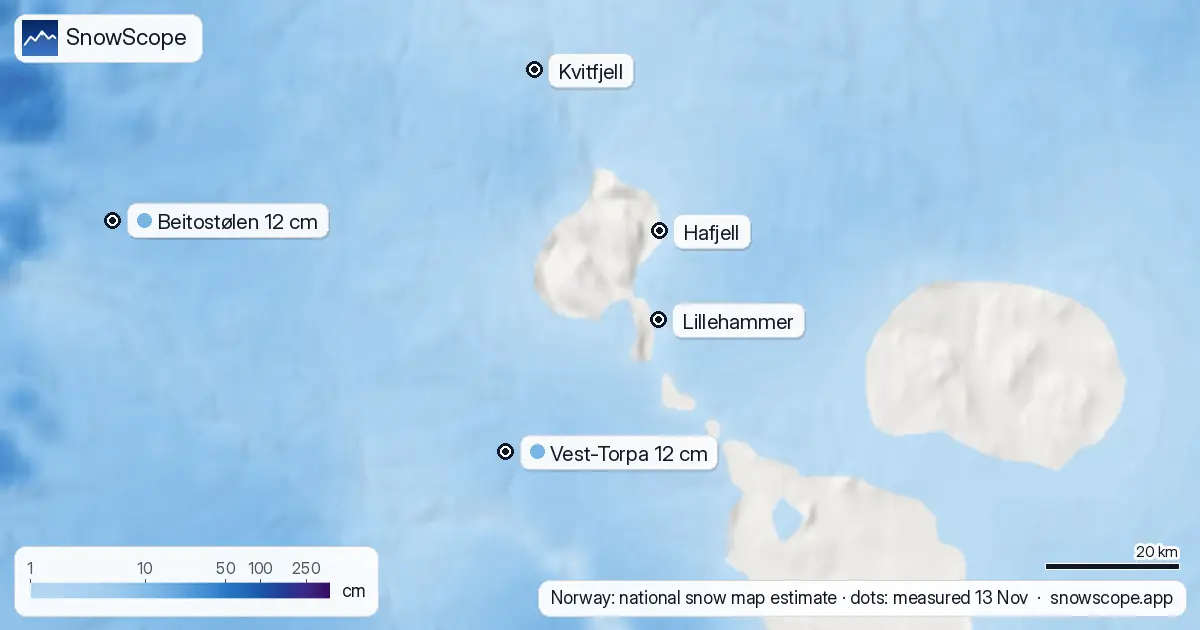 SnowScope
Kvitfjell
Beitostølen 12 cm
Hafjell
Lillehammer
Vest-Torpa 12 cm
1 10 50 100 250
cm
20 km
Norway: national snow map estimate · dots: measured 13 Nov · snowscope.app